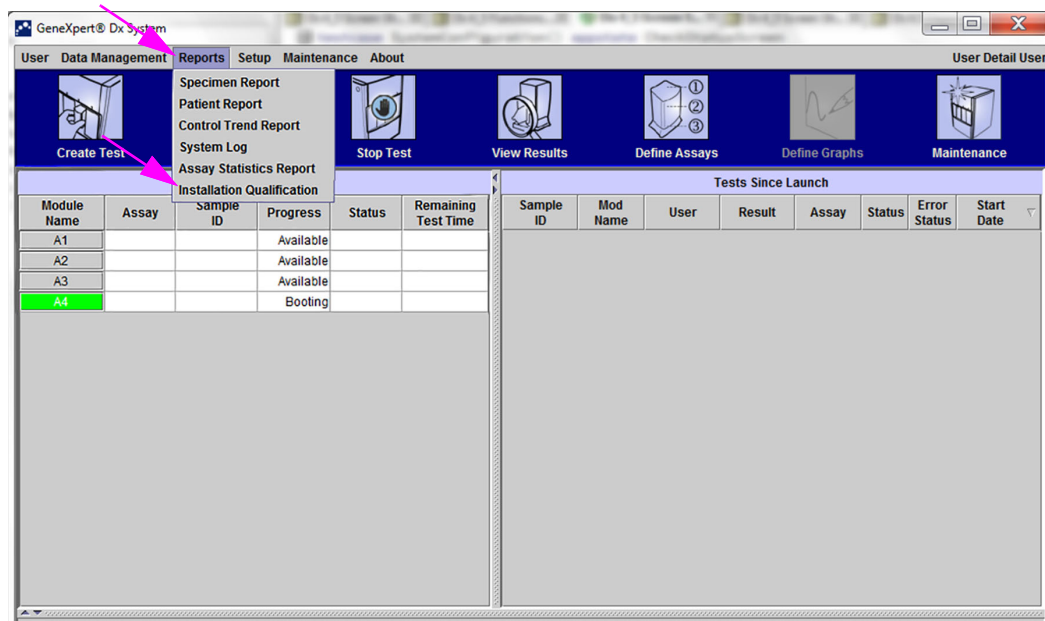 GeneXpert® Dx System
User Data Management Reports Setup Maintenance About User Detail User
Specimen Report
Patient Report
Control Trend Report
System Log
Assay Statistics Report
Installation Qualification
Create Test Stop Test View Results Define Assays Define Graphs Maintenance
1
2
3
Tests Since Launch
Module Name Assay Sample ID Progress Status Remaining Test Time
Sample ID Mod Name User Result Assay Status Error Status Start Date
A1 Available
A2 Available
A3 Available
A4 Booting